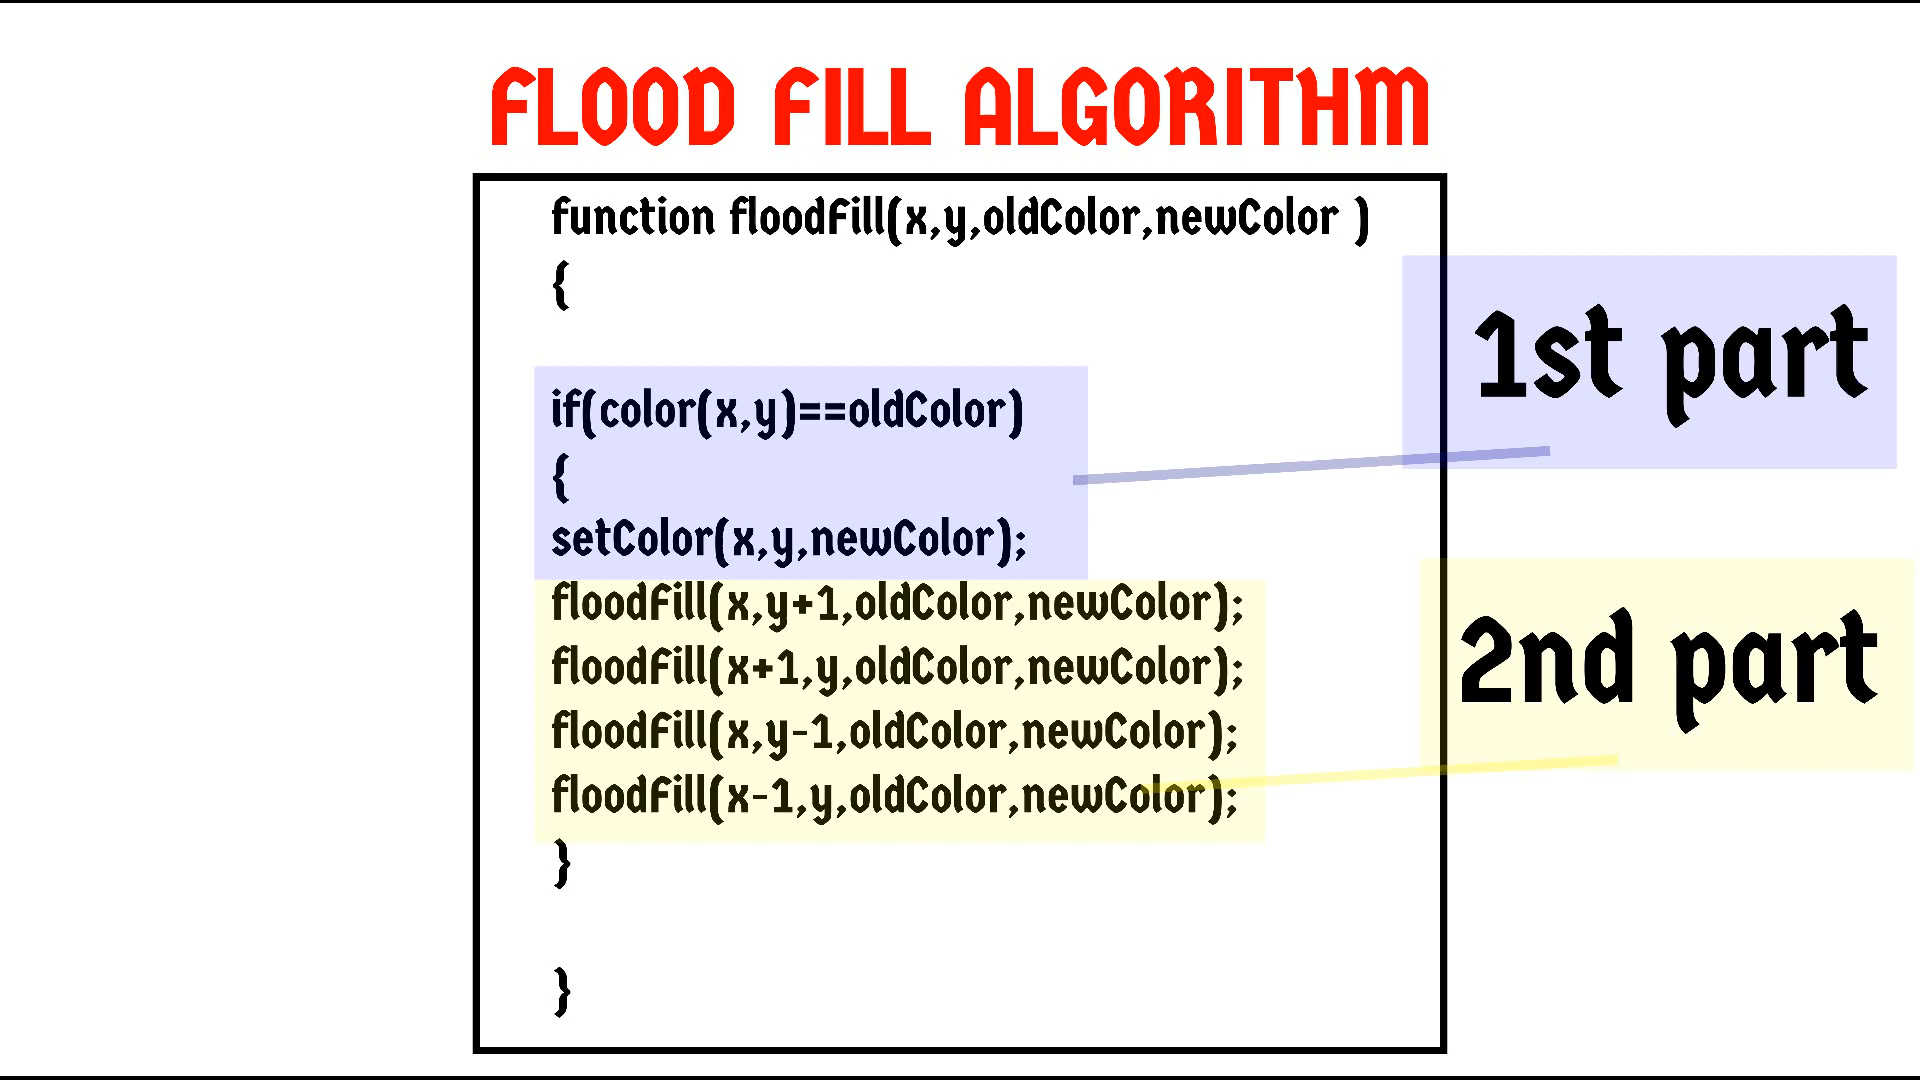 FLOOD FILL ALGORITHM
function floodFill(x,y,oldColor,newColor )
{
if(color(x,y)==oldColor)
{
setColor(x,y,newColor);
floodFill(x,y+1,oldColor,newColor);
floodFill(x+1,y,oldColor,newColor);
floodFill(x,y-1,oldColor,newColor);
floodFill(x-1,y,oldColor,newColor);
}
}
1st part
2nd part